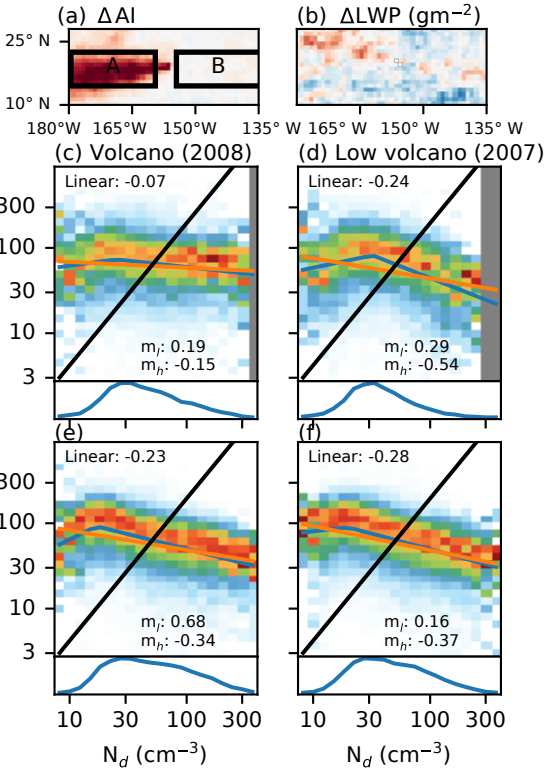 (a) ΔAI
(b) ΔLWP (gm⁻²)
25° N
10° N
A
B
180°W 165°W 150°W 135° W 165° W 150°W 135° W
(c) Volcano (2008)
(d) Low volcano (2007)
Linear: -0.07
Linear: -0.24
300
100
30
10
3
mₗ: 0.19
mₕ: -0.15
mₗ: 0.29
mₕ: -0.54
(e)
(f)
Linear: -0.23
Linear: -0.28
300
100
30
10
3
mₗ: 0.68
mₕ: -0.34
mₗ: 0.16
mₕ: -0.37
10 30 100 300
10 30 100 300
N_d (cm⁻³)
N_d (cm⁻³)